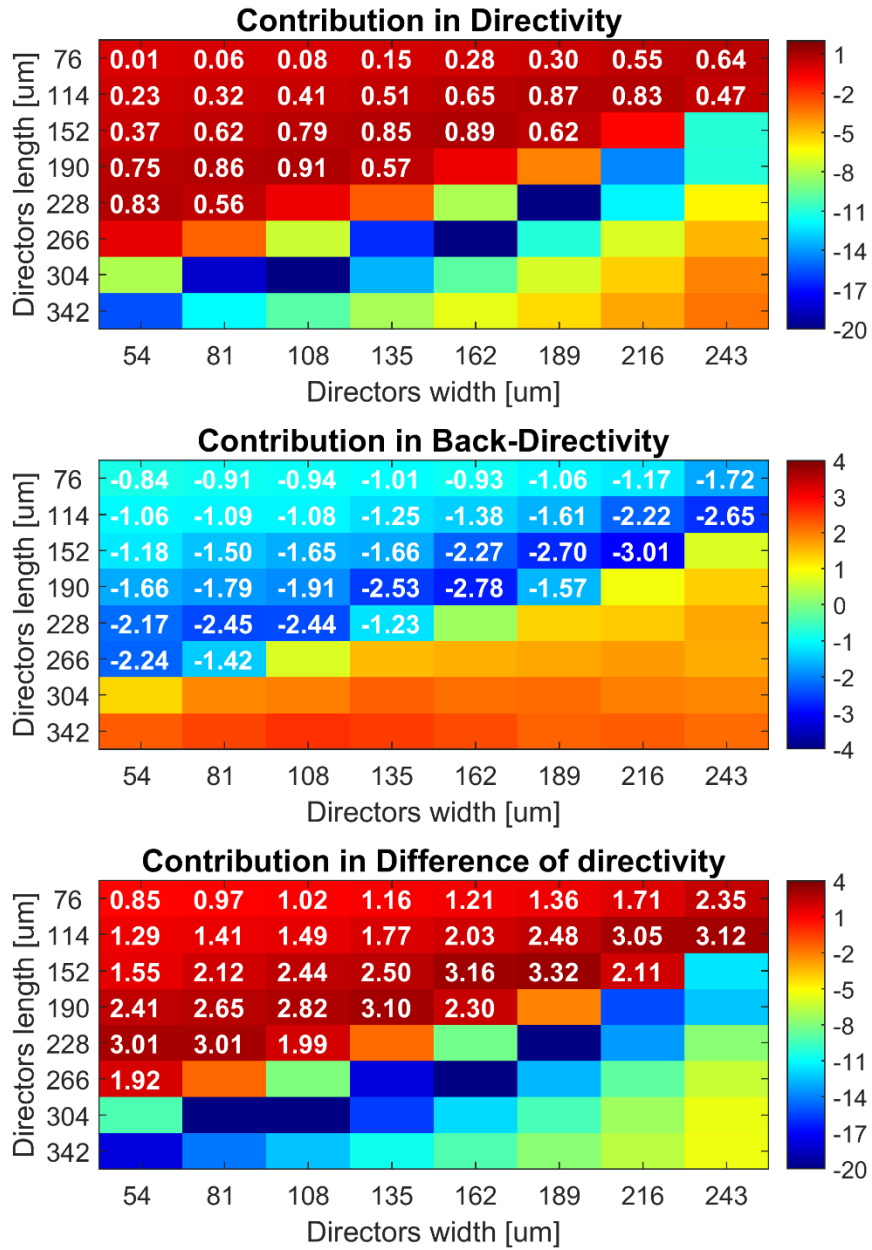 Contribution in Directivity
Directors length [um]
76 0.01 0.06 0.08 0.15 0.28 0.30 0.55 0.64
114 0.23 0.32 0.41 0.51 0.65 0.87 0.83 0.47
152 0.37 0.62 0.79 0.85 0.89 0.62
190 0.75 0.86 0.91 0.57
228 0.83 0.56
266
304
342
54 81 108 135 162 189 216 243
Directors width [um]
1
-2
-5
-8
-11
-14
-17
-20
Contribution in Back-Directivity
Directors length [um]
76 -0.84 -0.91 -0.94 -1.01 -0.93 -1.06 -1.17 -1.72
114 -1.06 -1.09 -1.08 -1.25 -1.38 -1.61 -2.22 -2.65
152 -1.18 -1.50 -1.65 -1.66 -2.27 -2.70 -3.01
190 -1.66 -1.79 -1.91 -2.53 -2.78 -1.57
228 -2.17 -2.45 -2.44 -1.23
266 -2.24 -1.42
304
342
54 81 108 135 162 189 216 243
Directors width [um]
4
3
2
1
0
-1
-2
-3
-4
Contribution in Difference of directivity
Directors length [um]
76 0.85 0.97 1.02 1.16 1.21 1.36 1.71 2.35
114 1.29 1.41 1.49 1.77 2.03 2.48 3.05 3.12
152 1.55 2.12 2.44 2.50 3.16 3.32 2.11
190 2.41 2.65 2.82 3.10 2.30
228 3.01 3.01 1.99
266 1.92
304
342
54 81 108 135 162 189 216 243
Directors width [um]
4
1
-2
-5
-8
-11
-14
-17
-20